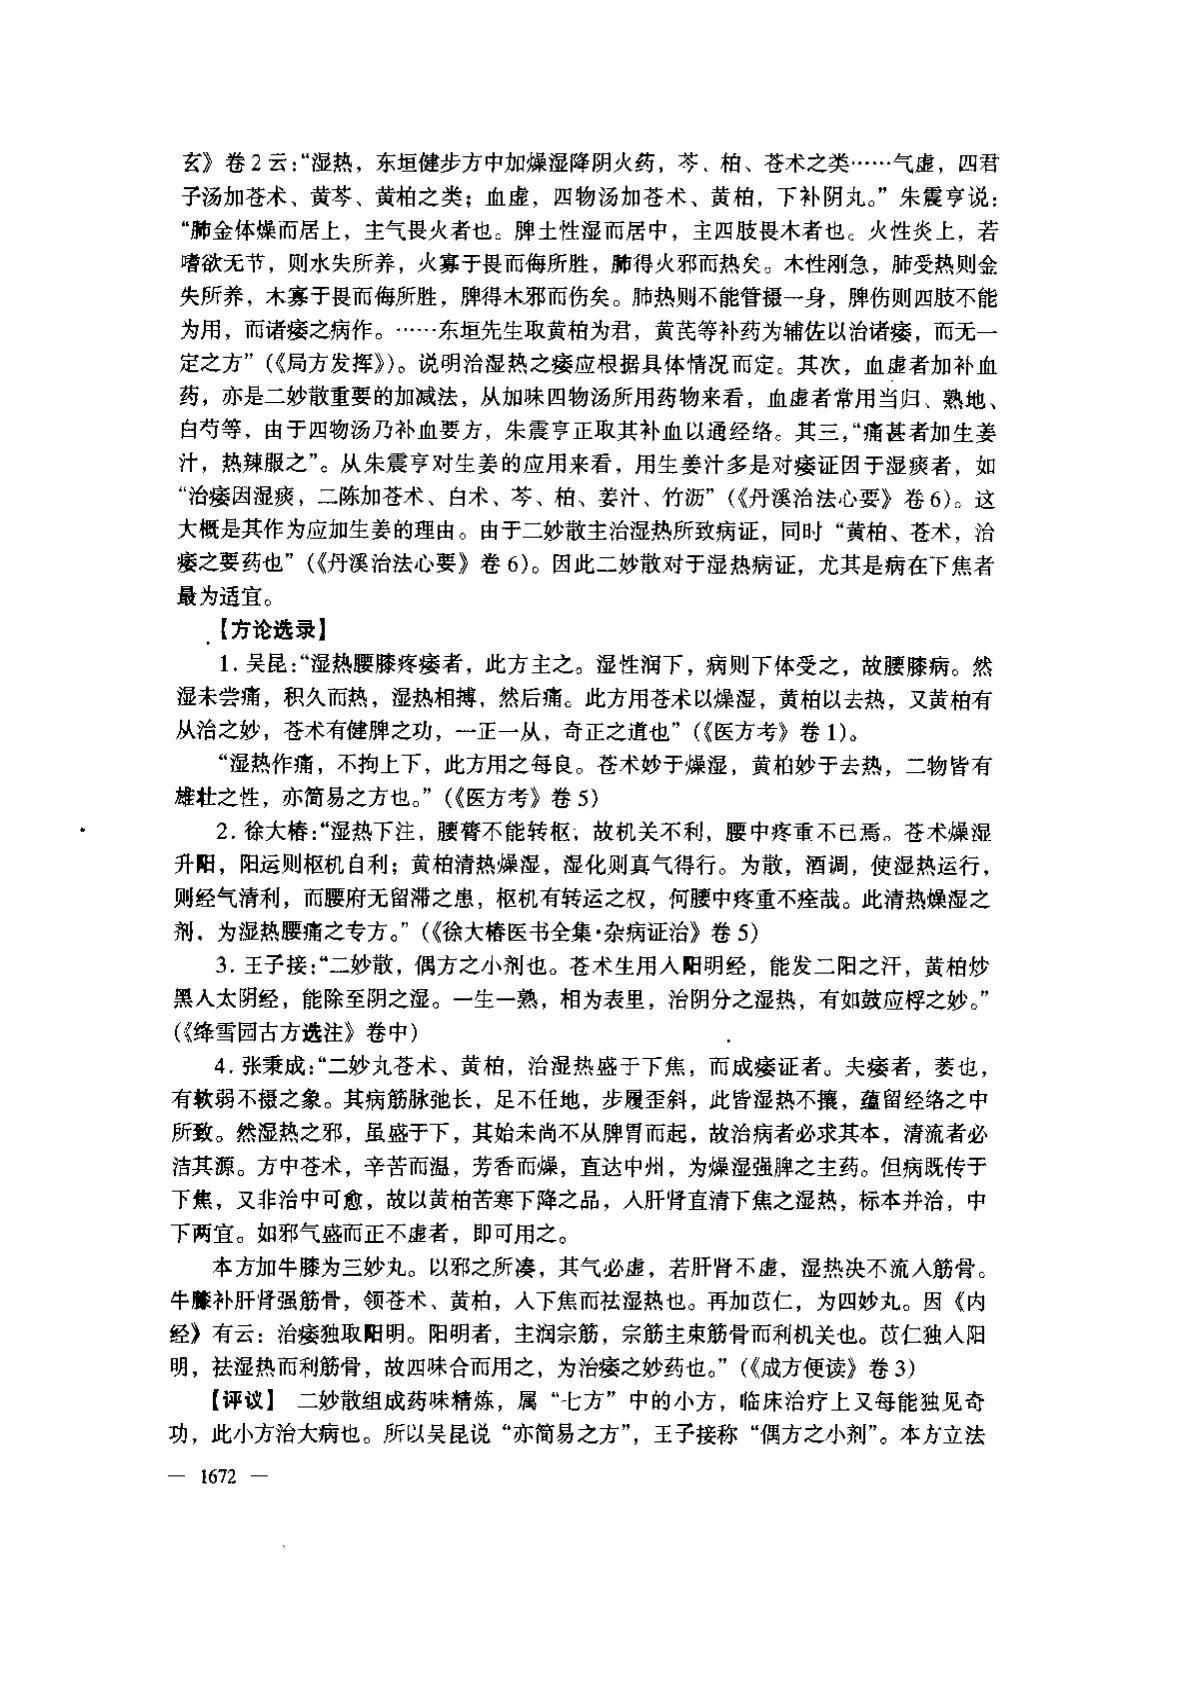 玄》卷2云：“湿热，东垣健步方中加燥湿降阴火药，芩、柏、苍术之类……气虚，四君
子汤加苍术、黄芩、黄柏之类；血虚，四物汤加苍术、黄柏，下补阴丸。”朱震亨说：
“肺金体燥而居上，主气畏火者也。脾土性湿而居中，主四肢畏木者也。火性炎上，若
嗜欲无节，则水失所养，火寡于畏而侮所胜，肺得火邪而热矣。木性刚急，肺受热则金
失所养，木寡于畏而侮所胜，脾得木邪而伤矣。肺热则不能管摄一身，脾伤则四肢不能
为用，而诸痿之病作。……东垣先生取黄柏为君，黄芪等补药为辅佐以治诸痿，而无一
定之方”（《局方发挥》）。说明治湿热之痿应根据具体情况而定。其次，血虚者加补血
药，亦是二妙散重要的加减法，从加味四物汤所用药物来看，血虚者常用当归、熟地、
白芍等，由于四物汤乃补血要方，朱震亨正取其补血以通经络。其三，“痛甚者加生姜
汁，热辣服之”。从朱震亨对生姜的应用来看，用生姜汁多是对痿证因于湿痰者，如
“治痿因湿痰，二陈加苍术、白术、芩、柏、姜汁、竹沥”（《丹溪治法心要》卷6）。这
大概是其作为应加生姜的理由。由于二妙散主治湿热所致病证，同时“黄柏、苍术，治
痿之要药也”（《丹溪治法心要》卷6）。因此二妙散对于湿热病证，尤其是病在下焦者
最为适宜。
【方论选录】
1. 吴昆：“湿热腰膝疼痿者，此方主之。湿性润下，病则下体受之，故腰膝病。然
湿未尝痛，积久而热，湿热相搏，然后痛。此方用苍术以燥湿，黄柏以去热，又黄柏有
从治之妙，苍术有健脾之功，一正一从，奇正之道也”（《医方考》卷1）。
“湿热作痛，不拘上下，此方用之每良。苍术妙于燥湿，黄柏妙于去热，二物皆有
雄壮之性，亦简易之方也。”（《医方考》卷5）
2. 徐大椿：“湿热下注，腰膂不能转枢，故机关不利，腰中疼重不已焉。苍术燥湿
升阳，阳运则枢机自利；黄柏清热燥湿，湿化则真气得行。为散，酒调，使湿热运行，
则经气清利，而腰府无留滞之患，枢机有转运之权，何腰中疼重不痊哉。此清热燥湿之
剂，为湿热腰痛之专方。”（《徐大椿医书全集·杂病证治》卷5）
3. 王子接：“二妙散，偶方之小剂也。苍术生用入阳明经，能发二阳之汗，黄柏炒
黑入太阴经，能除至阴之湿。一生一熟，相为表里，治阴分之湿热，有如鼓应桴之妙。”
（《绛雪园古方选注》卷中）
4. 张秉成：“二妙丸苍术、黄柏，治湿热盛于下焦，而成痿证者。夫痿者，萎也，
有软弱不摄之象。其病筋脉弛长，足不任地，步履歪斜，此皆湿热不攘，蕴留经络之中
所致。然湿热之邪，虽盛于下，其始未尚不从脾胃而起，故治病者必求其本，清流者必
洁其源。方中苍术，辛苦而温，芳香而燥，直达中州，为燥湿强脾之主药。但病既传于
下焦，又非治中可愈，故以黄柏苦寒下降之品，入肝肾直清下焦之湿热，标本并治，中
下两宜。如邪气盛而正不虚者，即可用之。
本方加牛膝为三妙丸。以邪之所凑，其气必虚，若肝肾不虚，湿热决不流入筋骨。
牛膝补肝肾强筋骨，领苍术、黄柏，入下焦而祛湿热也。再加苡仁，为四妙丸。因《内
经》有云：治痿独取阳明。阳明者，主润宗筋，宗筋主束筋骨而利机关也。苡仁独入阳
明，祛湿热而利筋骨，故四味合而用之，为治痿之妙药也。”（《成方便读》卷3）
【评议】 二妙散组成药味精炼，属“七方”中的小方，临床治疗上又每能独见奇
功，此小方治大病也。所以吴昆说“亦简易之方”，王子接称“偶方之小剂”。本方立法
— 1672 —